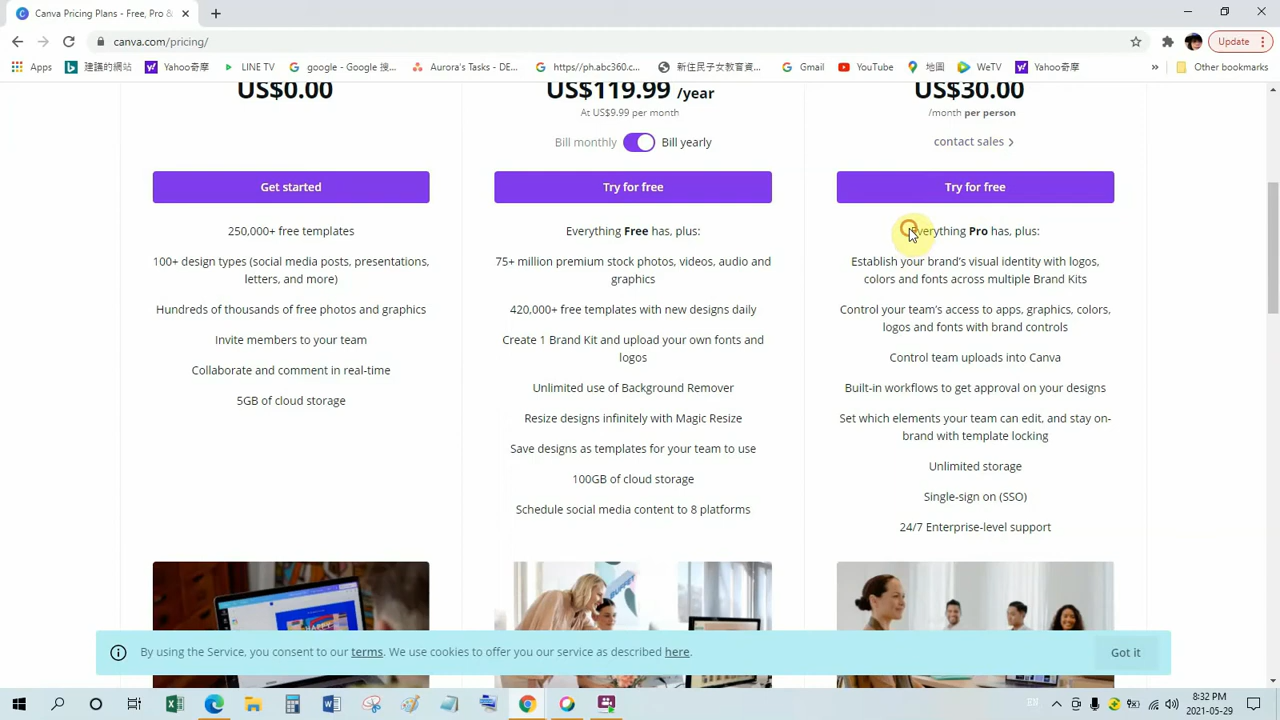 Canva Pricing Plans - Free, Pro &
canva.com/pricing/
Update
Apps
建議的網站
Yahoo奇摩
LINE TV
google - Google 搜...
Aurora's Tasks - DE...
https//ph.abc360.c...
新住民子女教育資...
Gmail
YouTube
地圖
WeTV
Yahoo奇摩
»
Other bookmarks
US$0.00
US$119.99 /year
US$30.00
At US$9.99 per month
/month per person
Bill monthly
Bill yearly
contact sales
Get started
Try for free
Try for free
250,000+ free templates
100+ design types (social media posts, presentations,
letters, and more)
Hundreds of thousands of free photos and graphics
Invite members to your team
Collaborate and comment in real-time
5GB of cloud storage
Everything Free has, plus:
75+ million premium stock photos, videos, audio and
graphics
420,000+ free templates with new designs daily
Create 1 Brand Kit and upload your own fonts and
logos
Unlimited use of Background Remover
Resize designs infinitely with Magic Resize
Save designs as templates for your team to use
100GB of cloud storage
Schedule social media content to 8 platforms
Everything Pro has, plus:
Establish your brand's visual identity with logos,
colors and fonts across multiple Brand Kits
Control your team's access to apps, graphics, colors,
logos and fonts with brand controls
Control team uploads into Canva
Built-in workflows to get approval on your designs
Set which elements your team can edit, and stay on-
brand with template locking
Unlimited storage
Single-sign on (SSO)
24/7 Enterprise-level support
By using the Service, you consent to our terms. We use cookies to offer you our service as described here.
Got it
EN
8:32 PM
2021-05-29